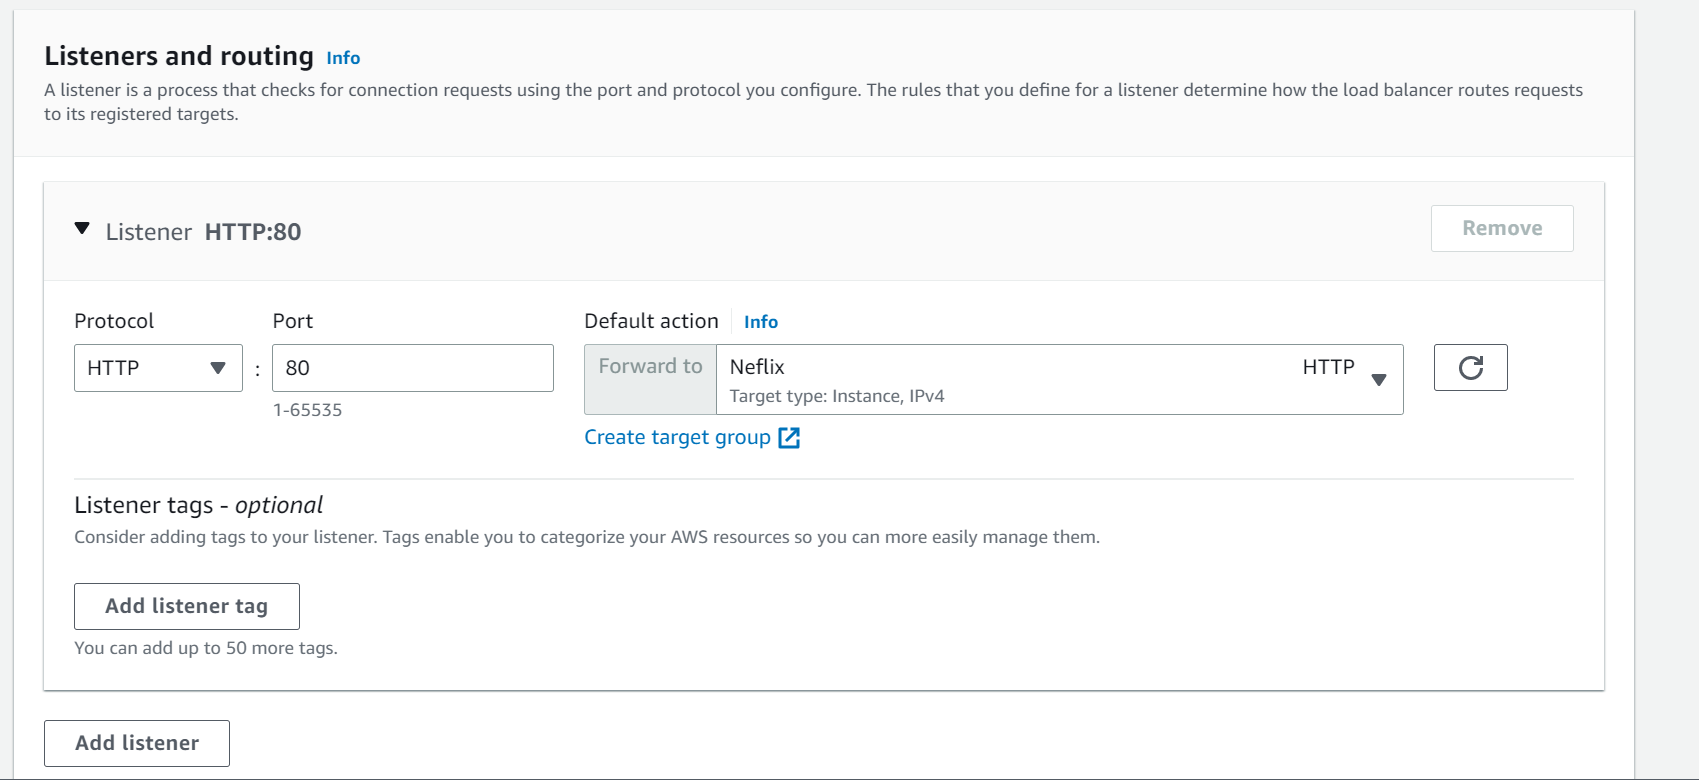 Listeners and routing Info
A listener is a process that checks for connection requests using the port and protocol you configure. The rules that you define for a listener determine how the load balancer routes requests
to its registered targets.
Listener HTTP:80
Remove
Protocol
Port
Default action
Info
HTTP
:
80
Forward to
Neflix
HTTP
Target type: Instance, IPv4
1-65535
Create target group
Listener tags - optional
Consider adding tags to your listener. Tags enable you to categorize your AWS resources so you can more easily manage them.
Add listener tag
You can add up to 50 more tags.
Add listener